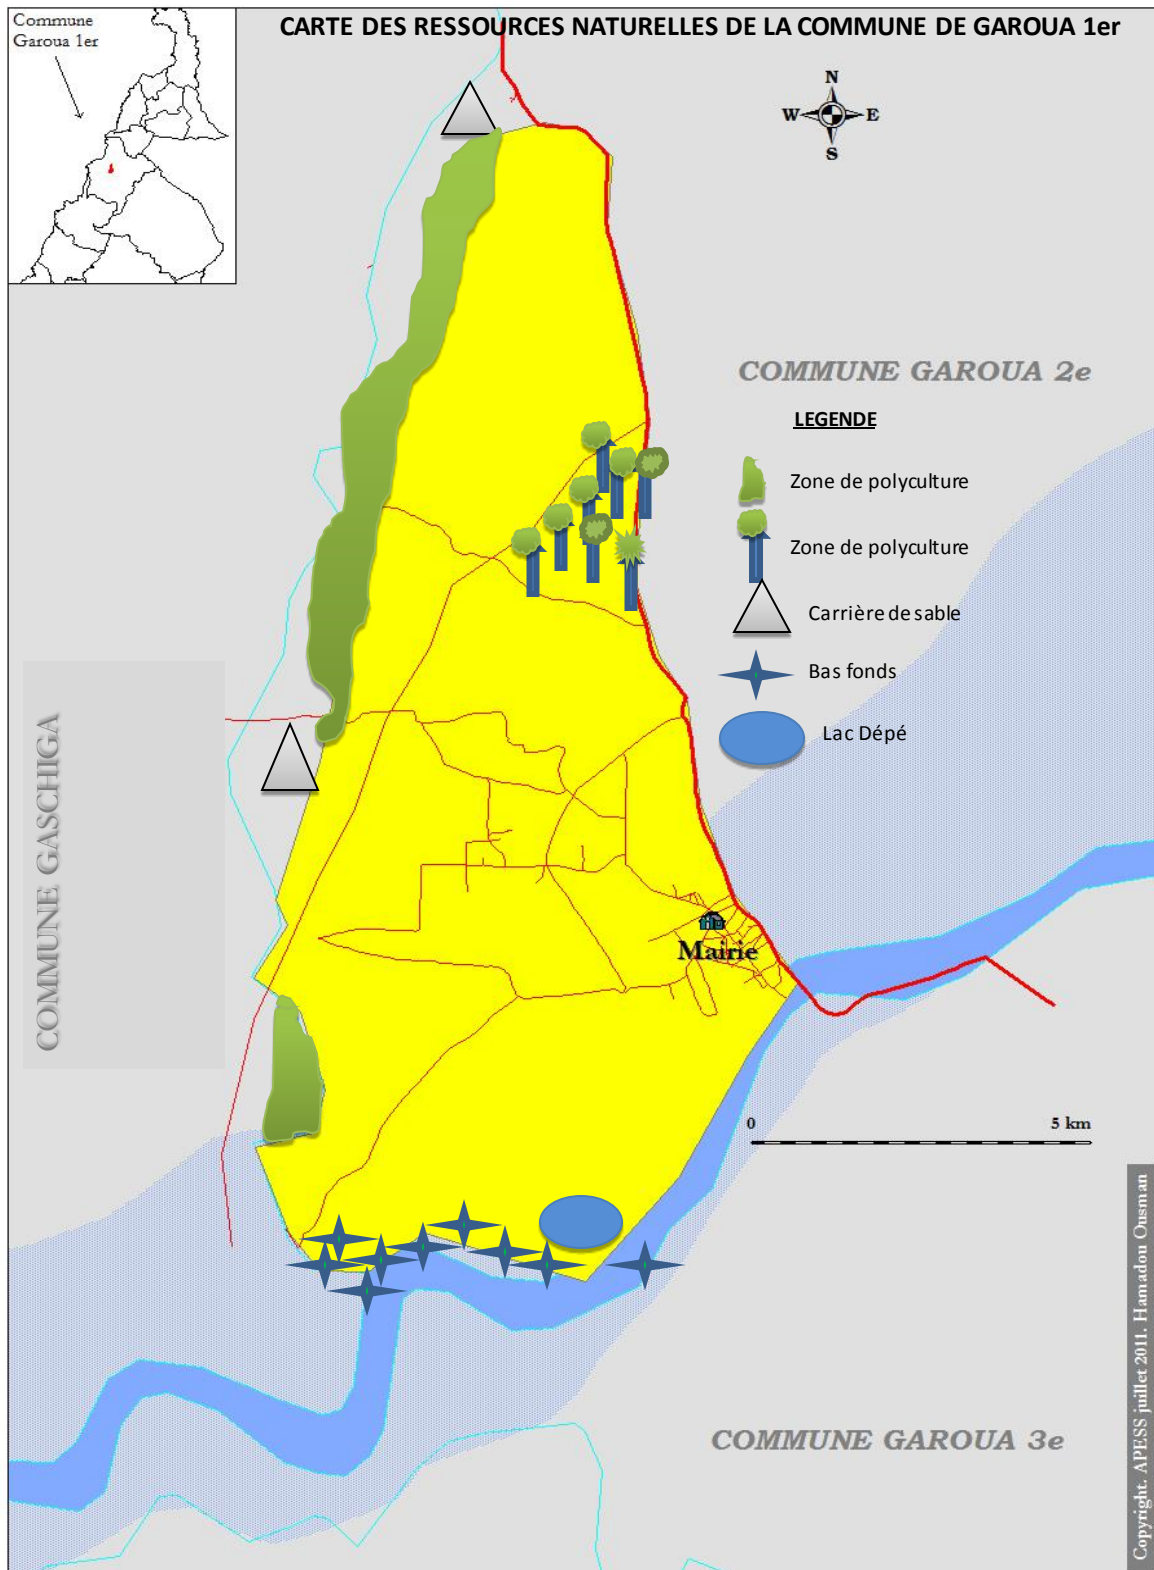 Commune
Garoua 1er
CARTE DES RESSOURCES NATURELLES DE LA COMMUNE DE GAROUA 1er
N
W
E
S
COMMUNE GAROUA 2e
LEGENDE
Zone de polyculture
Zone de polyculture
Carrière de sable
Bas fonds
Lac Dépé
COMMUNE GASCHIGA
Mairie
0
5 km
COMMUNE GAROUA 3e
Copyright. APESS juillet 2011. Hamadou Ousman